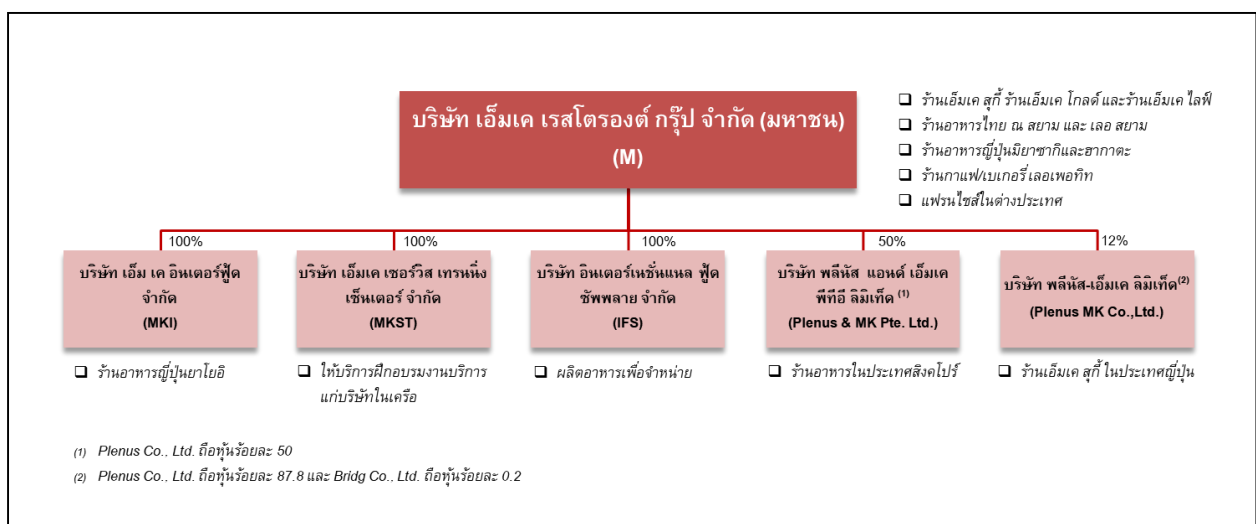 บริษัท เอ็มเค เรสโตรองต์ กรุ๊ป จำกัด (มหาชน)
(M)
❑ ร้านเอ็มเค สุกี้ ร้านเอ็มเค โกลด์ และร้านเอ็มเค ไลฟ์
❑ ร้านอาหารไทย ณ สยาม และ เลอ สยาม
❑ ร้านอาหารญี่ปุ่นมิยาซากิและฮากาตะ
❑ ร้านกาแฟ/เบเกอรี่ เลอเพอทิท
❑ แฟรนไชส์ในต่างประเทศ
100%
บริษัท เอ็ม เค อินเตอร์ฟู้ด
จำกัด
(MKI)
❑ ร้านอาหารญี่ปุ่นยาโยอิ
100%
บริษัท เอ็มเค เซอร์วิส เทรนนิ่ง
เซ็นเตอร์ จำกัด
(MKST)
❑ ให้บริการฝึกอบรมงานบริการ
แก่บริษัทในเครือ
100%
บริษัท อินเตอร์เนชั่นแนล ฟู้ด
ซัพพลาย จำกัด
(IFS)
❑ ผลิตอาหารเพื่อจำหน่าย
50%
บริษัท พลีนัส แอนด์ เอ็มเค
พีทีอี ลิมิเท็ด (1)
(Plenus & MK Pte. Ltd.)
❑ ร้านอาหารในประเทศสิงคโปร์
12%
บริษัท พลีนัส-เอ็มเค ลิมิเท็ด(2)
(Plenus MK Co.,Ltd.)
❑ ร้านเอ็มเค สุกี้ ในประเทศญี่ปุ่น
(1) Plenus Co., Ltd. ถือหุ้นร้อยละ 50
(2) Plenus Co., Ltd. ถือหุ้นร้อยละ 87.8 และ Bridg Co., Ltd. ถือหุ้นร้อยละ 0.2